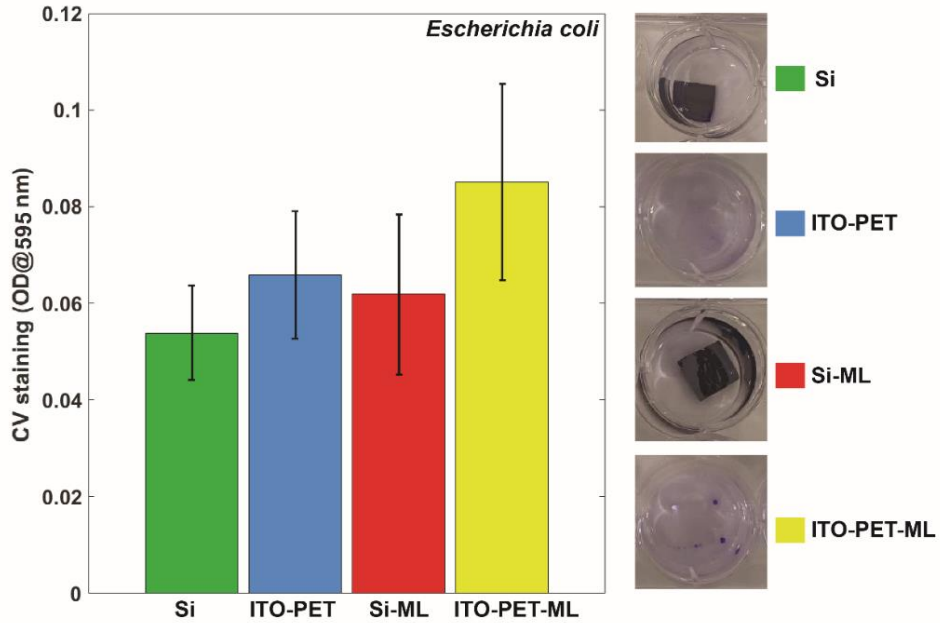 Escherichia coli
CV staining (OD@595 nm)
0.12
0.1
0.08
0.06
0.04
0.02
0
Si
ITO-PET
Si-ML
ITO-PET-ML
Si
ITO-PET
Si-ML
ITO-PET-ML